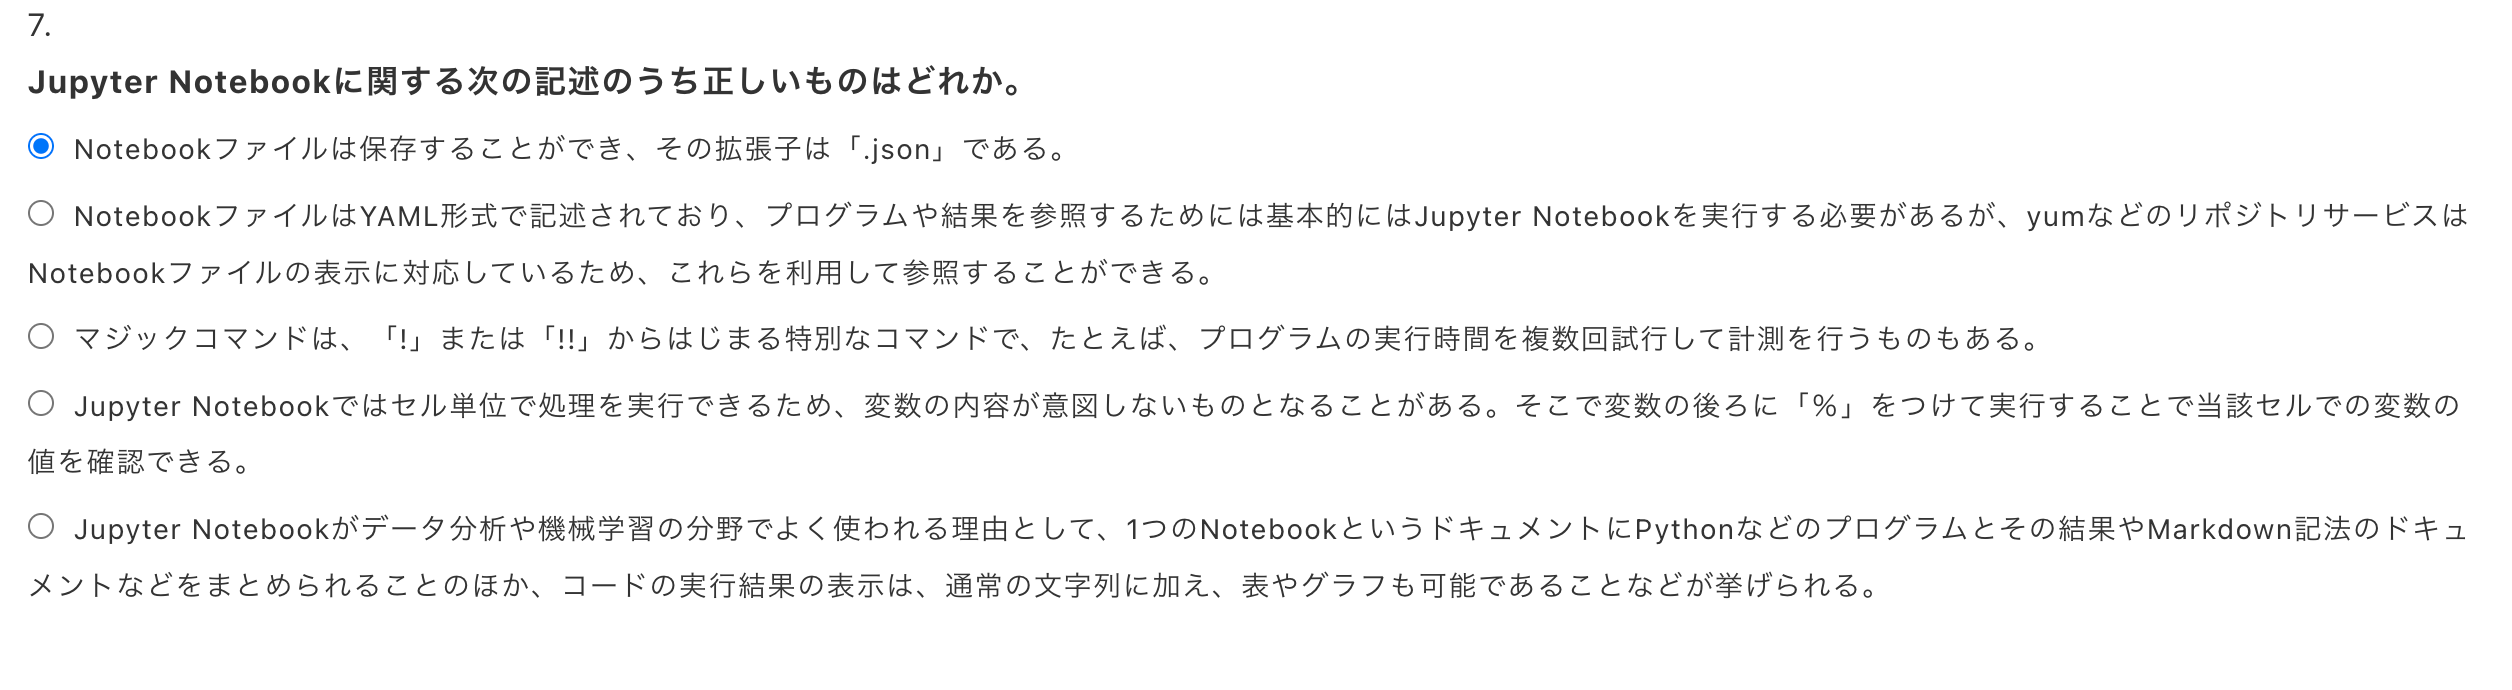 7.
Jupyter Notebookに関する次の記述のうち正しいものはどれか。
Notebookファイルは保存することができ、その拡張子は「.json」である。
NotebookファイルはYAML形式で記述されており、プログラムや結果を参照するためには基本的にはJupyter Notebookを実行する必要があるが、yumなどのリポジトリサービスは
Notebookファイルの表示に対応しているため、これらを利用して参照することができる。
マジックコマンドは、「!」または「!!」からはじまる特別なコマンドで、たとえば、プログラムの実行時間を複数回試行して計測を行うものもある。
Jupyter Notebookではセル単位で処理を実行できるため、変数の内容が意図しないものとなることがある。そこで変数の後ろに「%」をつけて実行することで当該セルでの変数の
値を確認できる。
Jupyter Notebookがデータ分析や機械学習の分野でよく使われる理由として、1つのNotebookというドキュメントにPythonなどのプログラムとその結果やMarkdown記法のドキュ
メントなどをまとめられることのほか、コードの実行結果の表示は、通常の文字列に加え、表やグラフも可能であることなどが挙げられる。